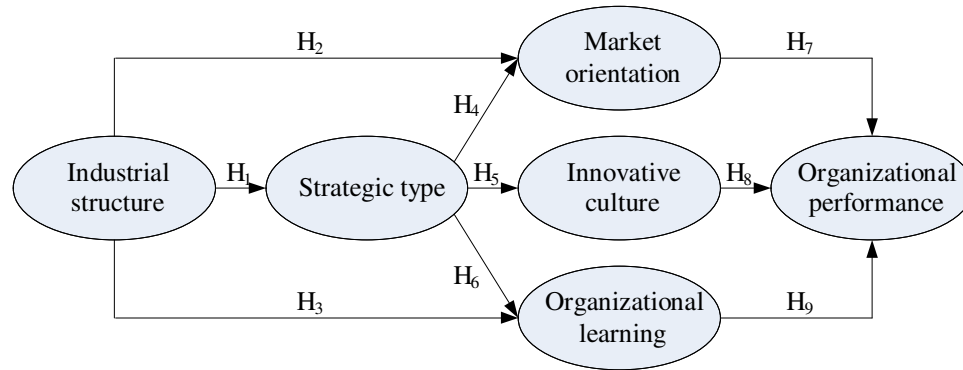 H2
Market
orientation
H7
H4
Industrial
structure
H1
Strategic type
H5
Innovative
culture
H8
Organizational
performance
H6
H3
Organizational
learning
H9